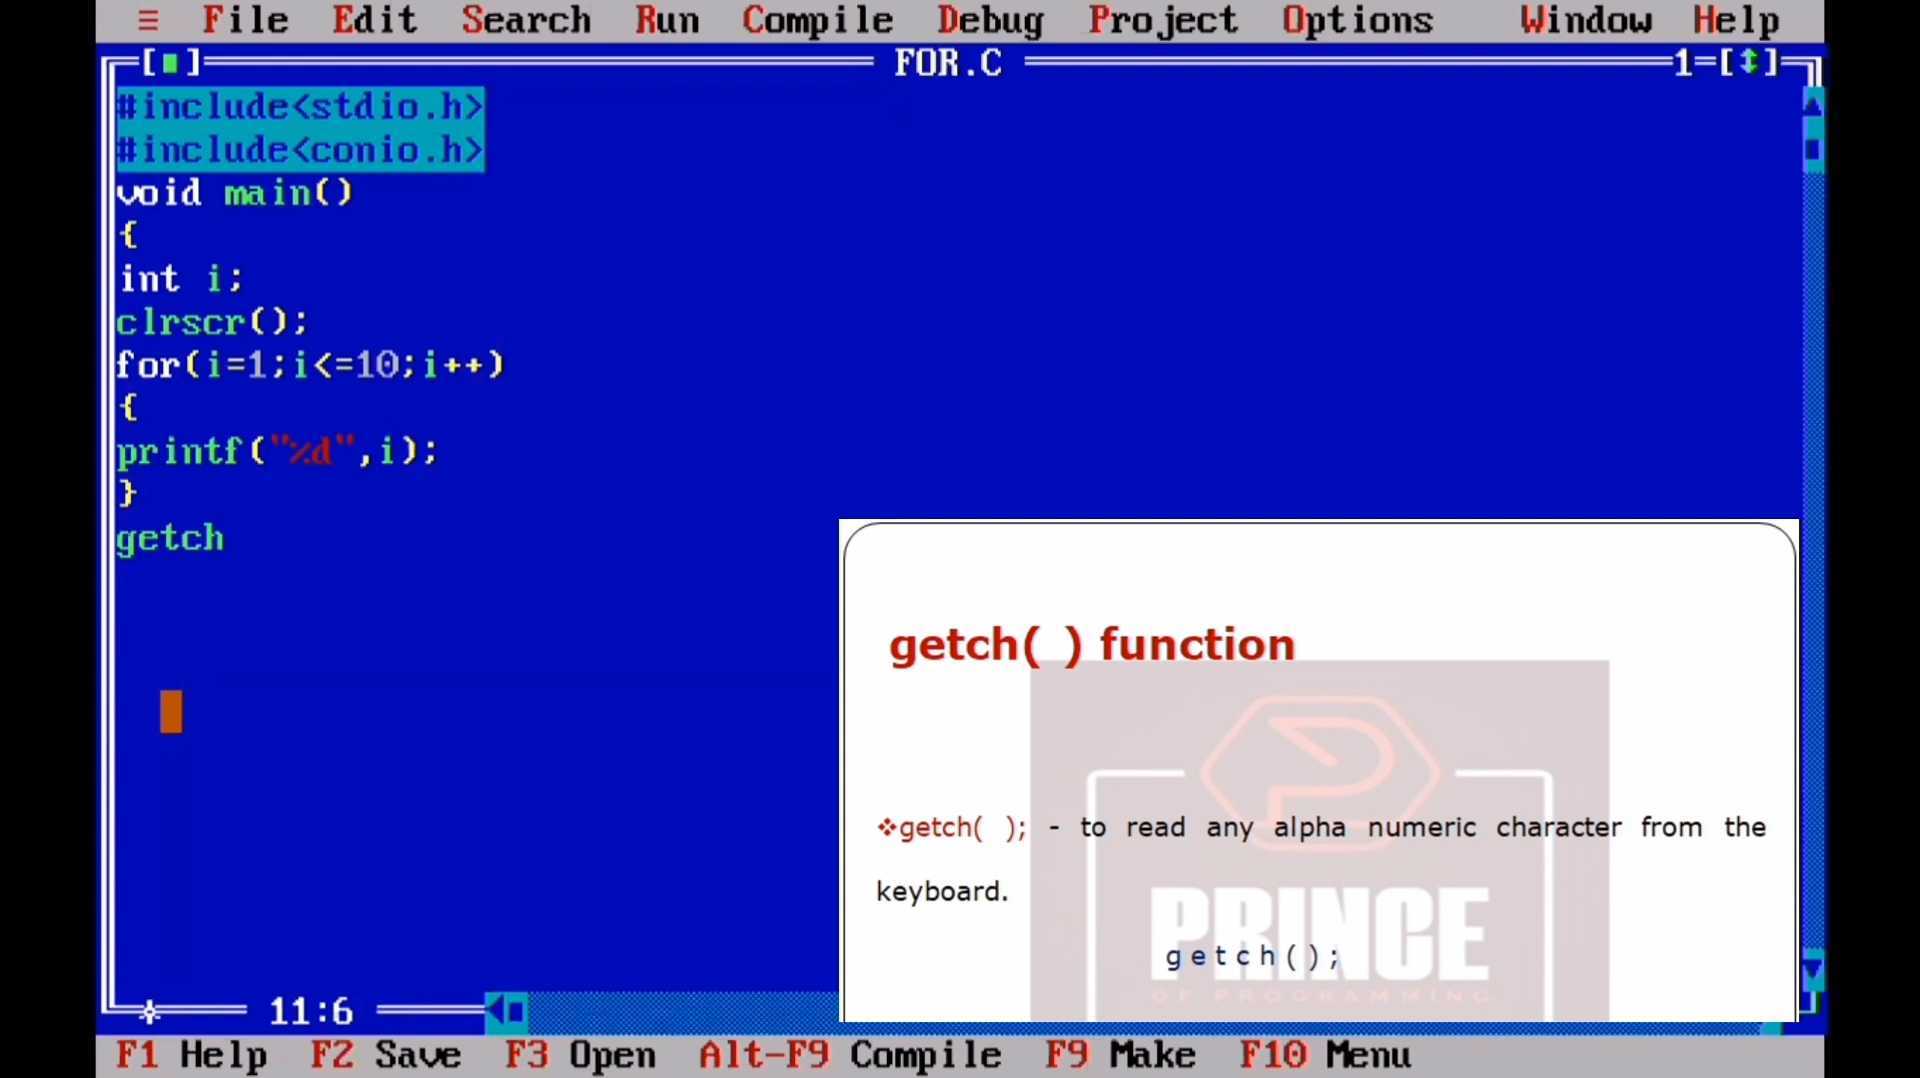 ≡ File Edit Search Run Compile Debug Project Options Window Help
[■] FOR.C 1=[↕]
#include<stdio.h>
#include<conio.h>
void main()
{
int i;
clrscr();
for(i=1;i<=10;i++)
{
printf("%d",i);
}
getch
getch( ) function
❖getch( ); - to read any alpha numeric character from the
keyboard.
getch();
PRINCE
OF PROGRAMMING
11:6
F1 Help F2 Save F3 Open Alt-F9 Compile F9 Make F10 Menu